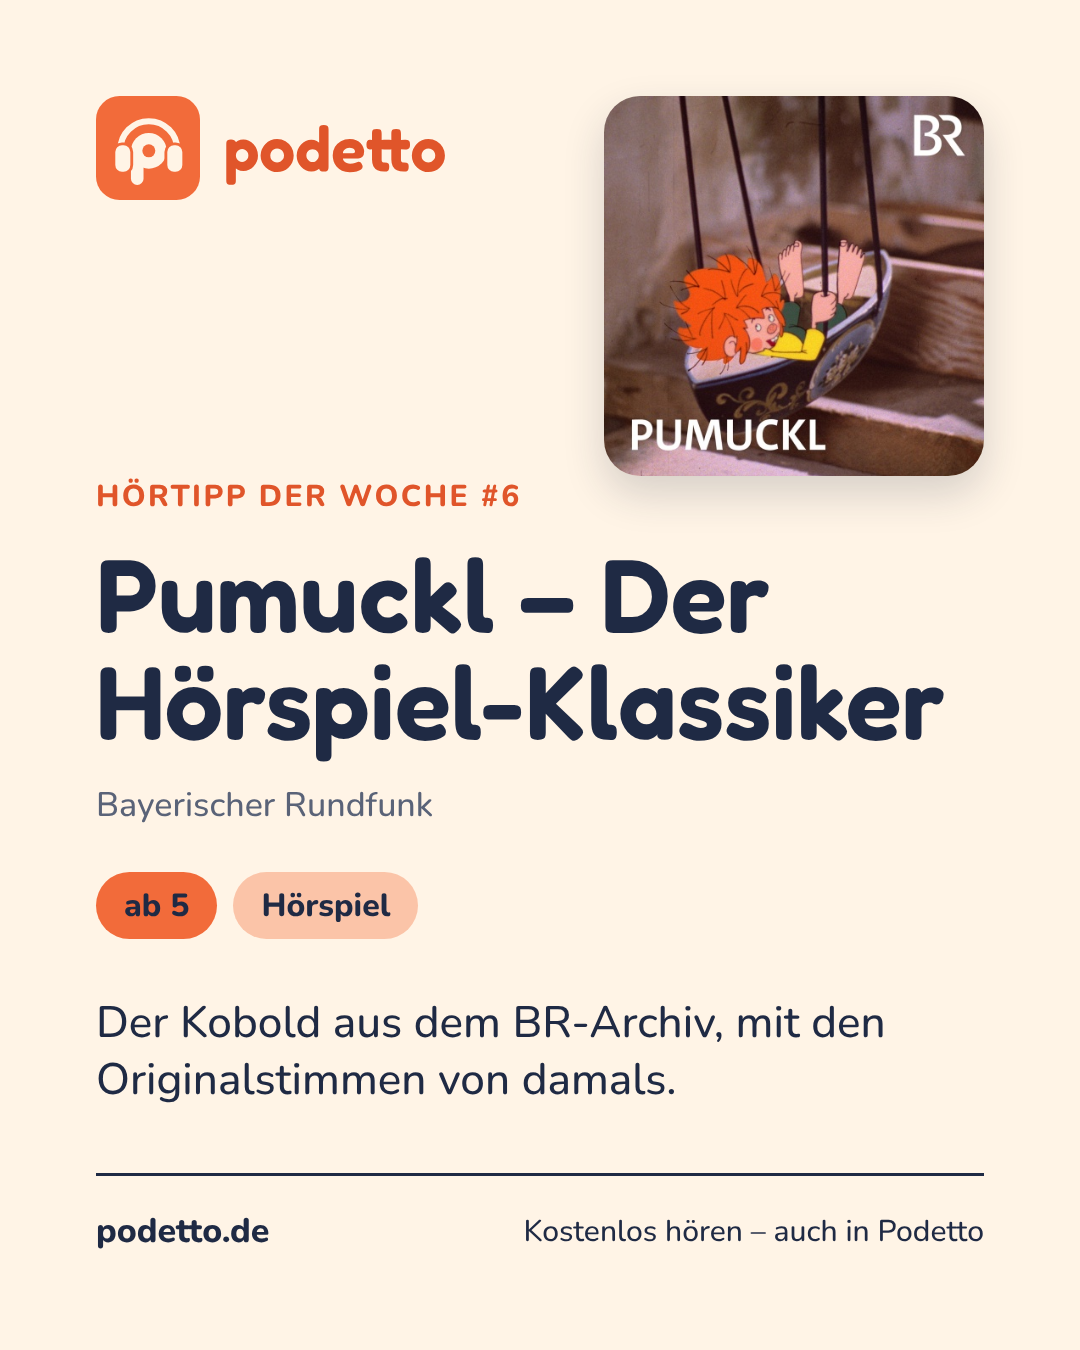 podetto
BR
PUMUCKL
HÖRTIPP DER WOCHE #6
Pumuckl – Der
Hörspiel-Klassiker
Bayerischer Rundfunk
ab 5
Hörspiel
Der Kobold aus dem BR-Archiv, mit den
Originalstimmen von damals.
podetto.de
Kostenlos hören – auch in Podetto